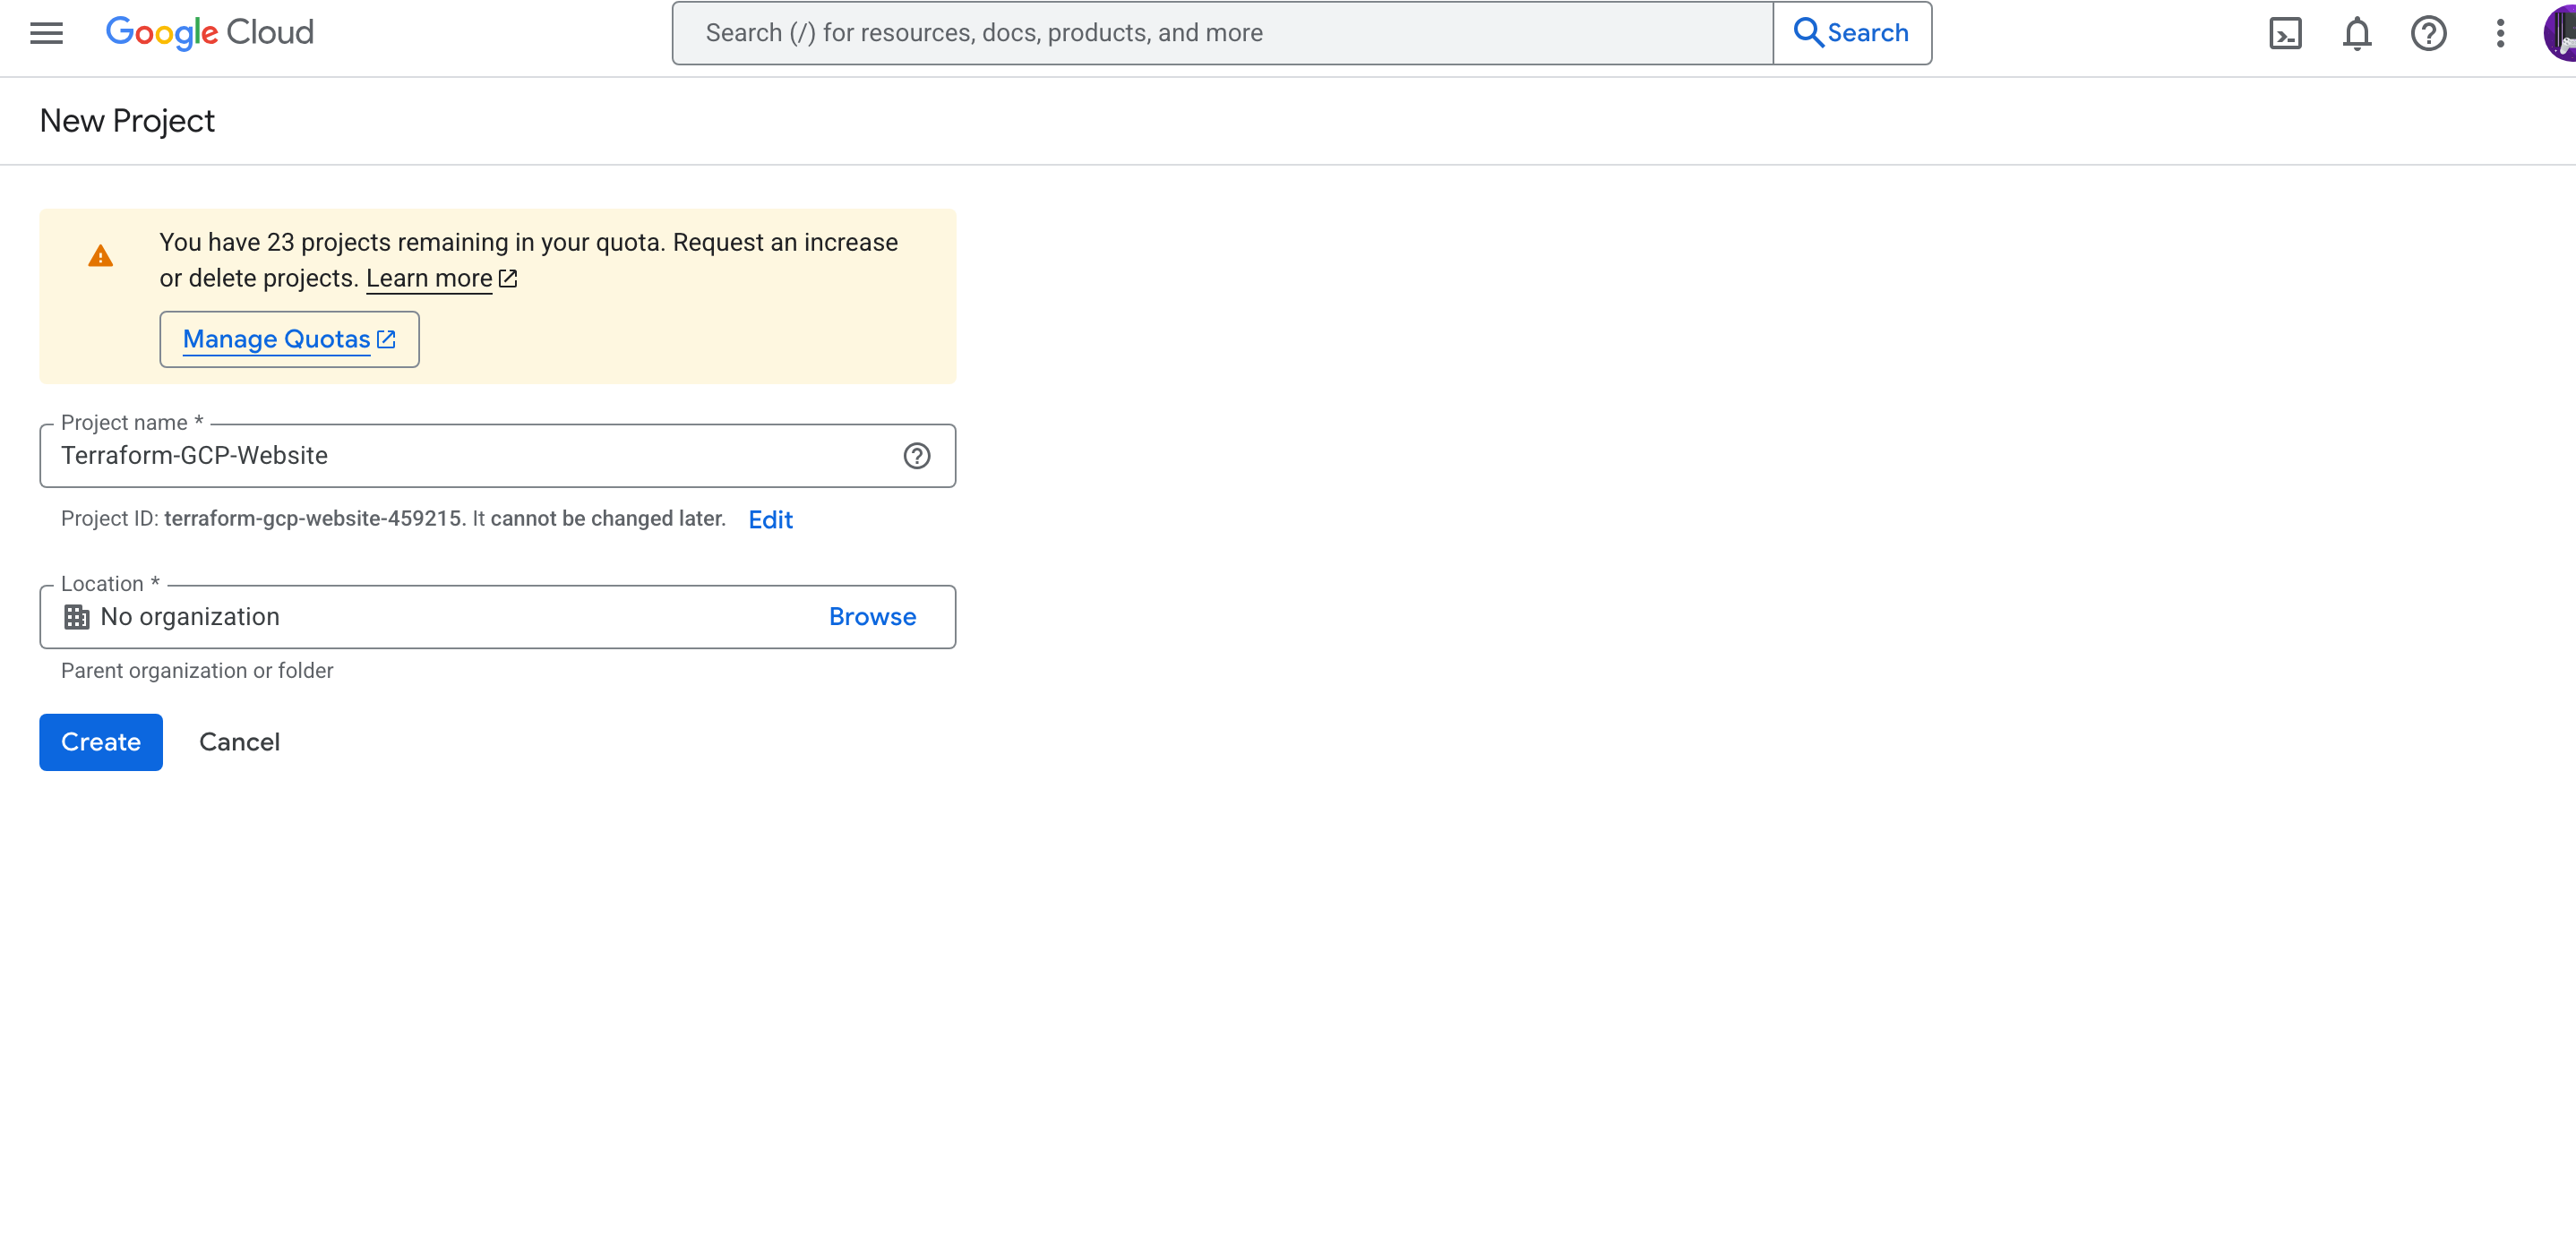 Google Cloud
Search (/) for resources, docs, products, and more
Search
New Project
You have 23 projects remaining in your quota. Request an increase
or delete projects. Learn more
Manage Quotas
Project name *
Terraform-GCP-Website
Project ID: terraform-gcp-website-459215. It cannot be changed later. Edit
Location *
No organization
Browse
Parent organization or folder
Create
Cancel